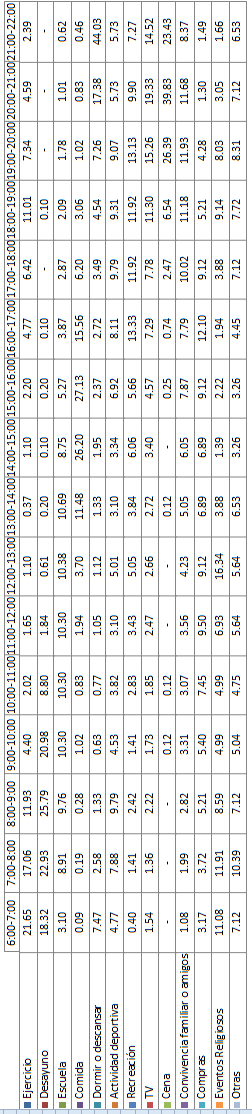 6:00-7:00 7:00-8:00 8:00-9:00 9:00-10:00 10:00-11:00 11:00-12:00 12:00-13:00 13:00-14:00 14:00-15:00 15:00-16:00 16:00-17:00 17:00-18:00 18:00-19:00 19:00-20:00 20:00-21:00 21:00-22:00
Ejercicio 21.65 17.06 11.93 4.40 2.02 1.65 1.10 0.37 1.10 2.20 4.77 6.42 11.01 7.34 4.59 2.39
Desayuno 18.32 22.93 25.79 20.98 8.80 1.84 0.61 0.20 0.10 0.20 0.10 - 0.10 - - -
Escuela 3.10 8.91 9.76 10.30 10.30 10.30 10.38 10.69 8.75 5.27 3.87 2.87 2.09 1.78 1.01 0.62
Comida 0.09 0.19 0.28 1.02 0.83 1.94 3.70 11.48 26.20 27.13 15.56 6.20 3.06 1.02 0.83 0.46
Dormir o descansar 7.47 2.58 1.33 0.63 0.77 1.05 1.12 1.33 1.95 2.37 2.72 3.49 4.54 7.26 17.38 44.03
Actividad deportiva 4.77 7.88 9.79 4.53 3.82 3.10 5.01 3.10 3.34 6.92 8.11 9.79 9.31 9.07 5.73 5.73
Recreación 0.40 1.41 2.42 1.41 2.83 3.43 5.05 3.84 6.06 5.66 13.33 11.92 11.92 13.13 9.90 7.27
TV 1.54 1.36 2.22 1.73 1.85 2.47 2.66 2.72 3.40 4.57 7.29 7.78 11.30 15.26 19.33 14.52
Cena - - - 0.12 0.12 - - 0.12 - 0.25 0.74 2.47 6.54 26.39 39.83 23.43
Convivencia familiar o amigos 1.08 1.99 2.82 3.31 3.07 3.56 4.23 5.05 6.05 7.87 7.79 10.02 11.18 11.93 11.68 8.37
Compras 3.17 3.72 5.21 5.40 7.45 9.50 9.12 6.89 6.89 9.12 12.10 9.12 5.21 4.28 1.30 1.49
Eventos Religiosos 11.08 11.91 8.59 4.99 4.99 6.93 16.34 3.88 1.39 2.22 1.94 3.88 9.14 8.03 3.05 1.66
Otras 7.12 10.39 7.12 5.04 4.75 5.64 5.64 6.53 3.26 3.26 4.45 7.12 7.72 8.31 9.20 6.53